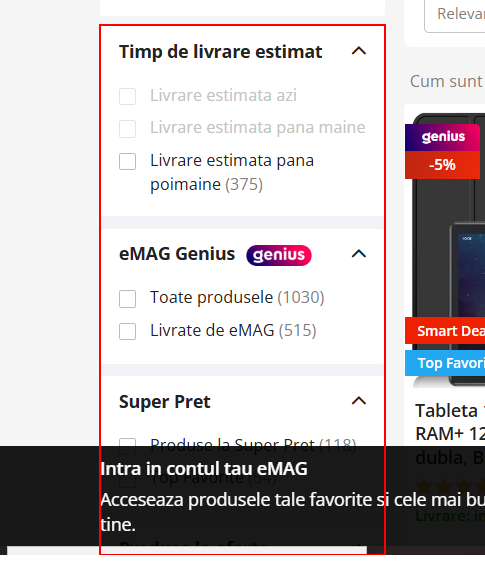 Timp de livrare estimat
Livrare estimata azi
Livrare estimata pana maine
Livrare estimata pana
poimaine (375)
eMAG Genius genius
Toate produsele (1030)
Livrate de eMAG (515)
Super Pret
Produse la Super Pret (118)
Top Favorite (54)
Intra in contul tau eMAG
Acceseaza produsele tale favorite si cele mai bu
tine.
Relevan
Cum sunt
genius
-5%
Smart Dea
Top Favori
Tableta 1
RAM+ 12
dubla, B
Livrare: in